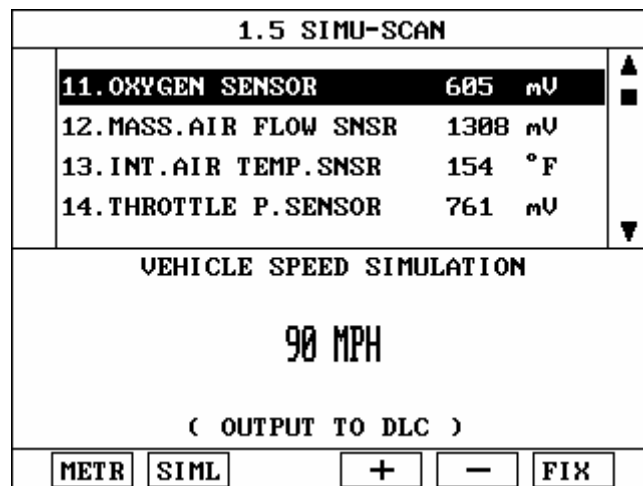 1.5 SIMU-SCAN
11.OXYGEN SENSOR 605 mV
12.MASS.AIR FLOW SNSR 1308 mV
13.INT.AIR TEMP.SNSR 154 °F
14.THROTTLE P.SENSOR 761 mV
VEHICLE SPEED SIMULATION
90 MPH
( OUTPUT TO DLC )
METR SIML + — FIX